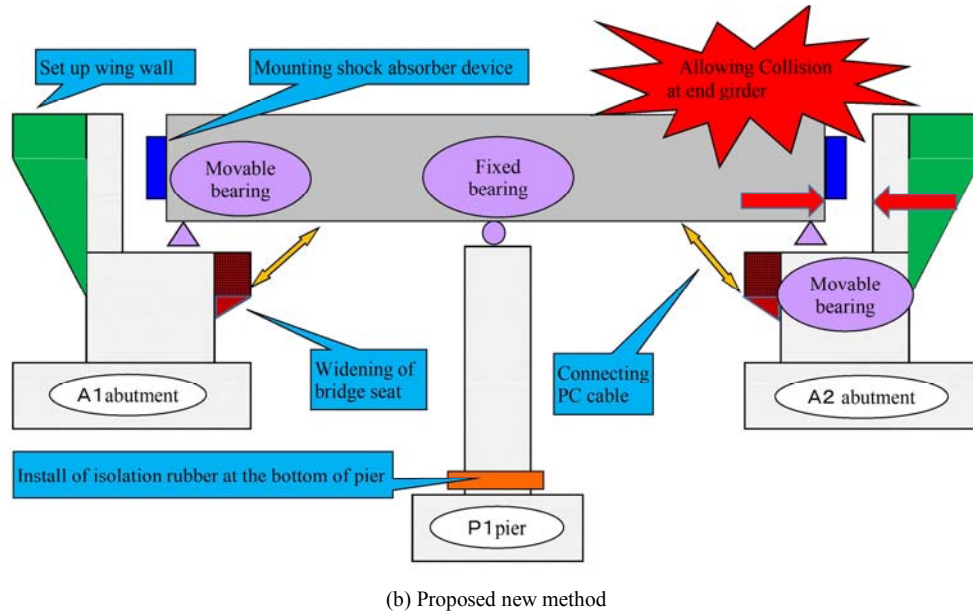 Set up wing wall
Mounting shock absorber device
Allowing Collision
at end girder
Movable
bearing
Fixed
bearing
Movable
bearing
Widening of
bridge seat
Connecting
PC cable
A1abutment
A2 abutment
Install of isolation rubber at the bottom of pier
P1pier
(b) Proposed new method